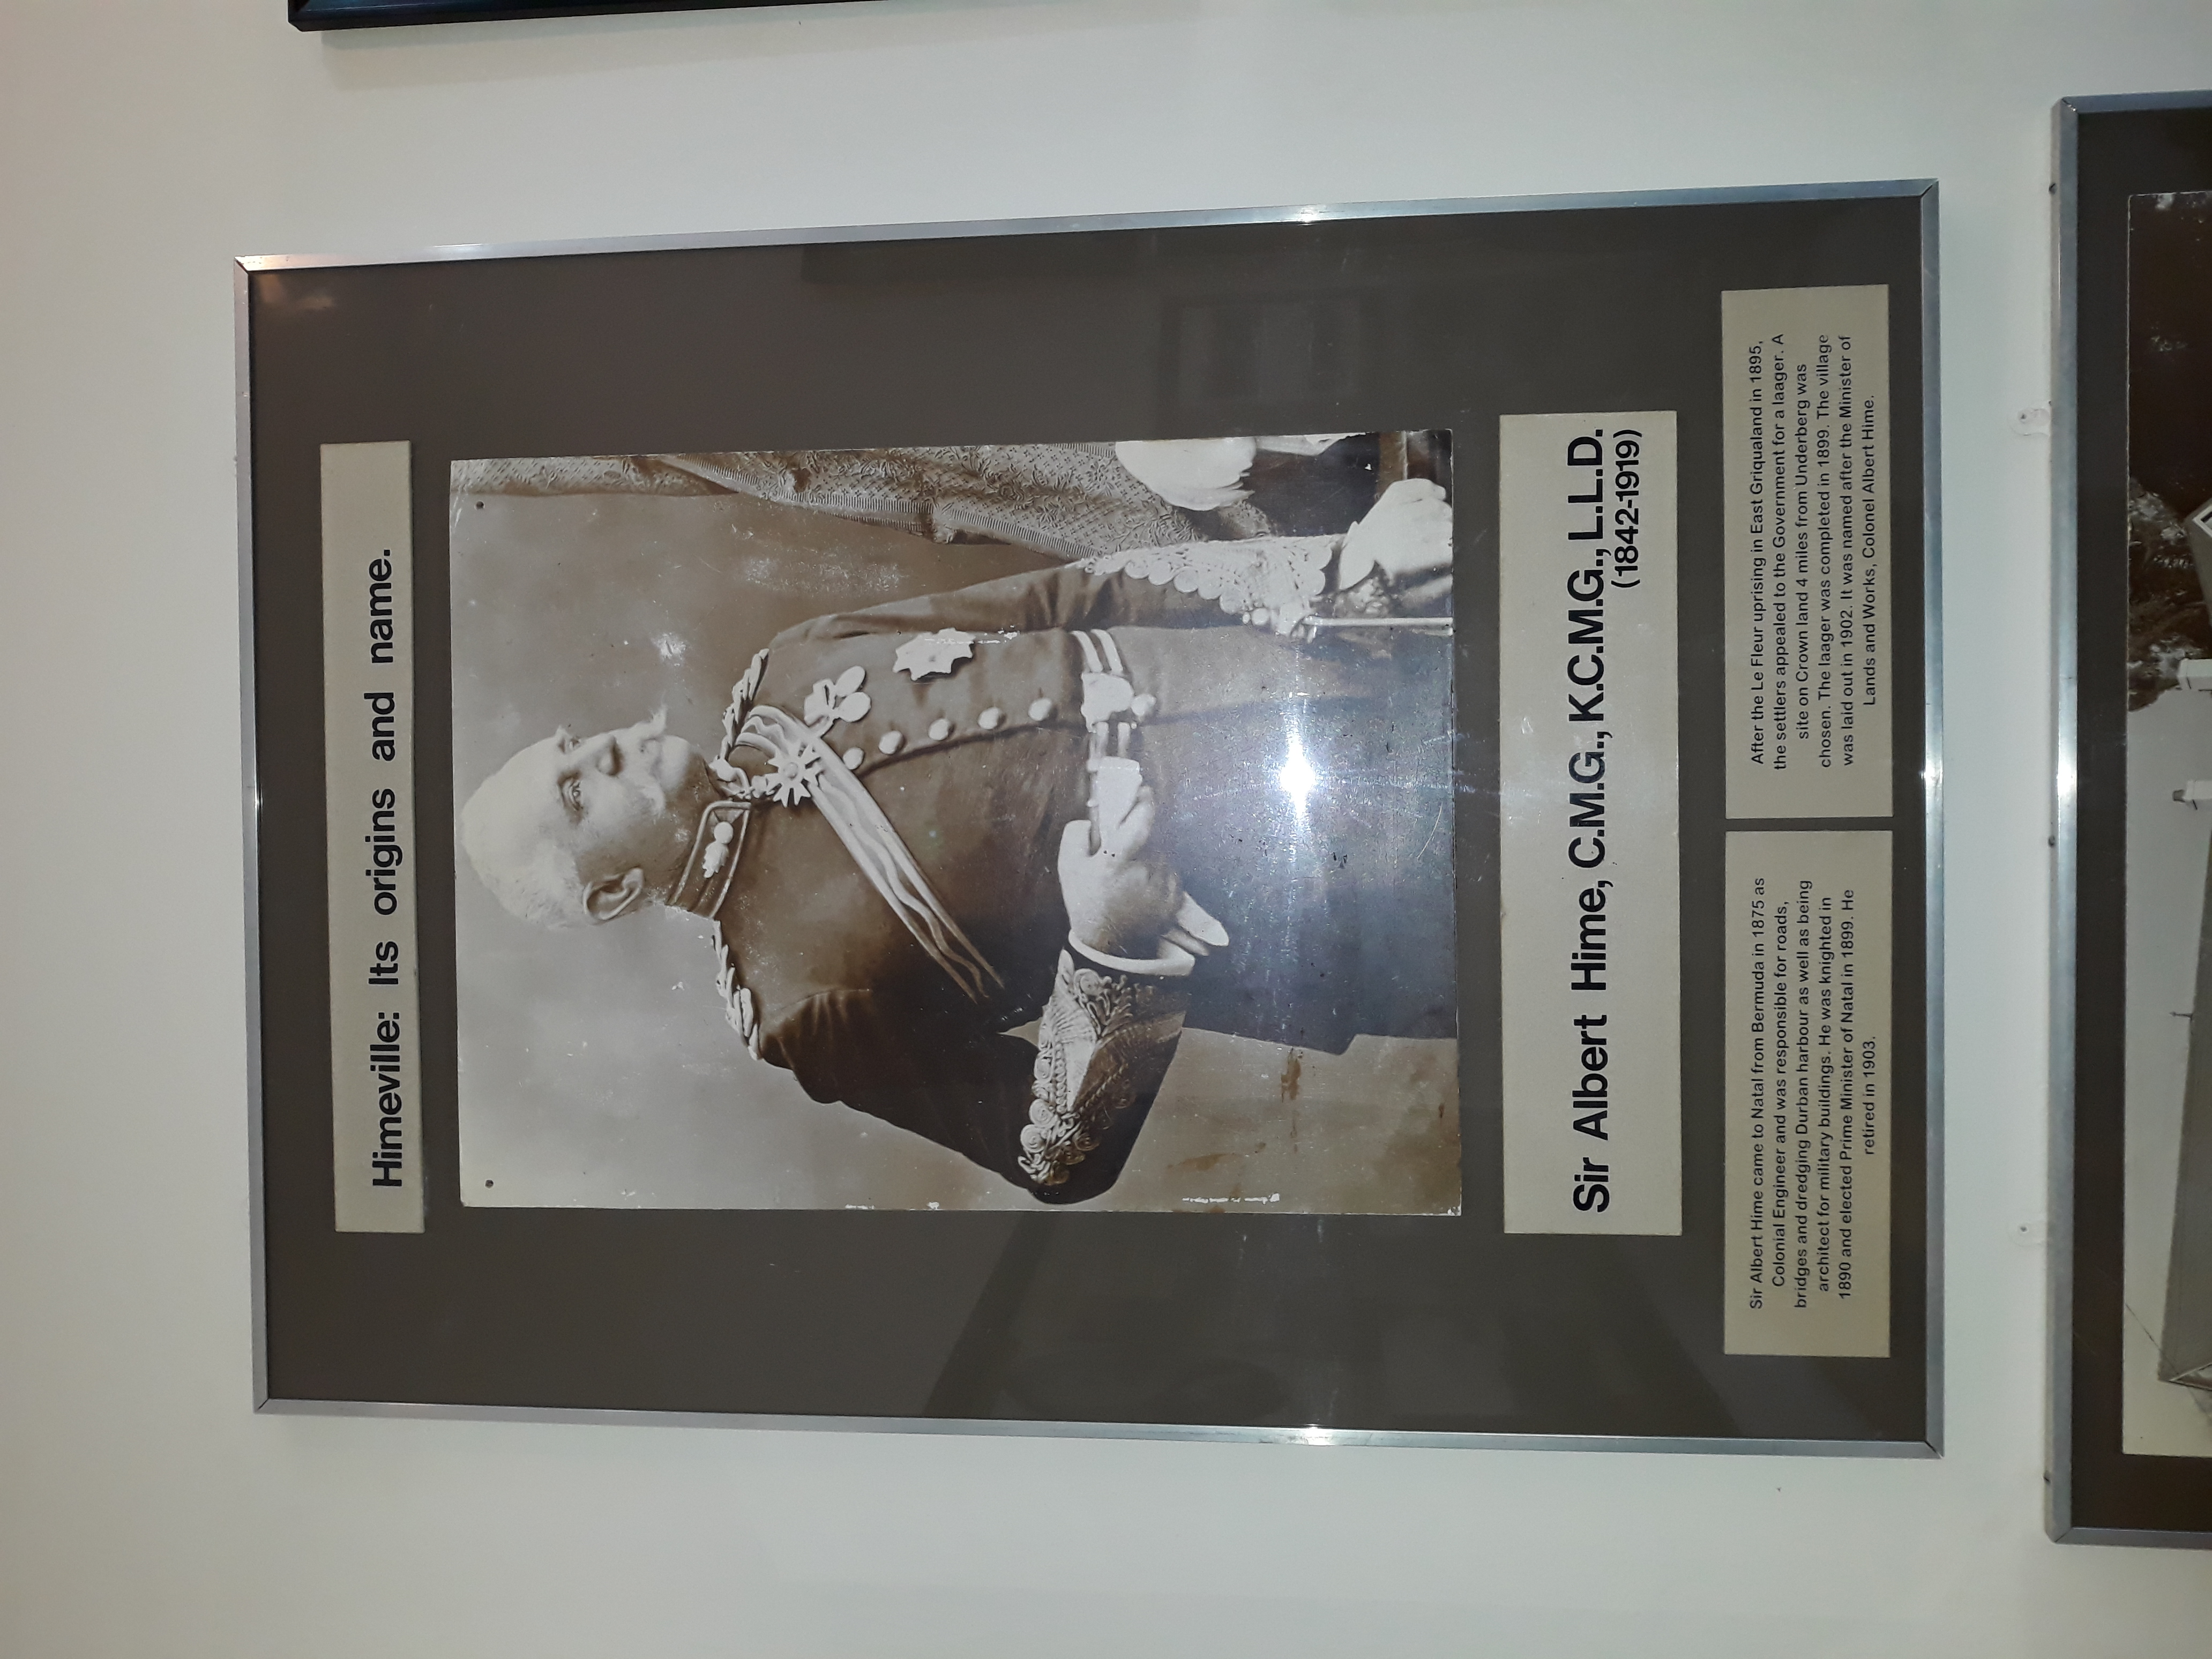 Himeville: Its origins and name.
Sir Albert Hime, C.M.G., K.C.M.G., L.L.D.
(1842-1919)
Sir Albert Hime came to Natal from Bermuda in 1875 as
Colonial Engineer and was responsible for roads,
bridges and dredging Durban harbour as well as being
architect for military buildings. He was knighted in
1890 and elected Prime Minister of Natal in 1899. He
retired in 1903.
After the Le Fleur uprising in East Griqualand in 1895,
the settlers appealed to the Government for a laager. A
site on Crown land 4 miles from Underberg was
chosen. The laager was completed in 1899. The village
was laid out in 1902. It was named after the Minister of
Lands and Works, Colonel Albert Hime.